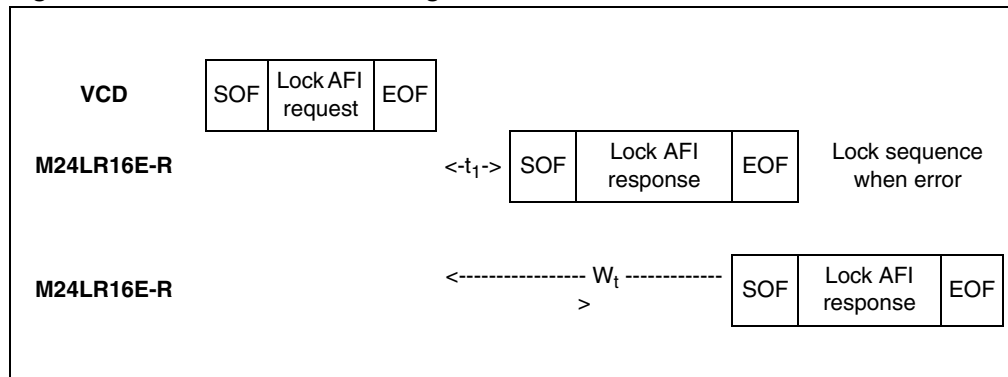 VCD SOF Lock AFI request EOF
M24LR16E-R <-t1-> SOF Lock AFI response EOF Lock sequence when error
M24LR16E-R <----------------- Wt ------------- > SOF Lock AFI response EOF